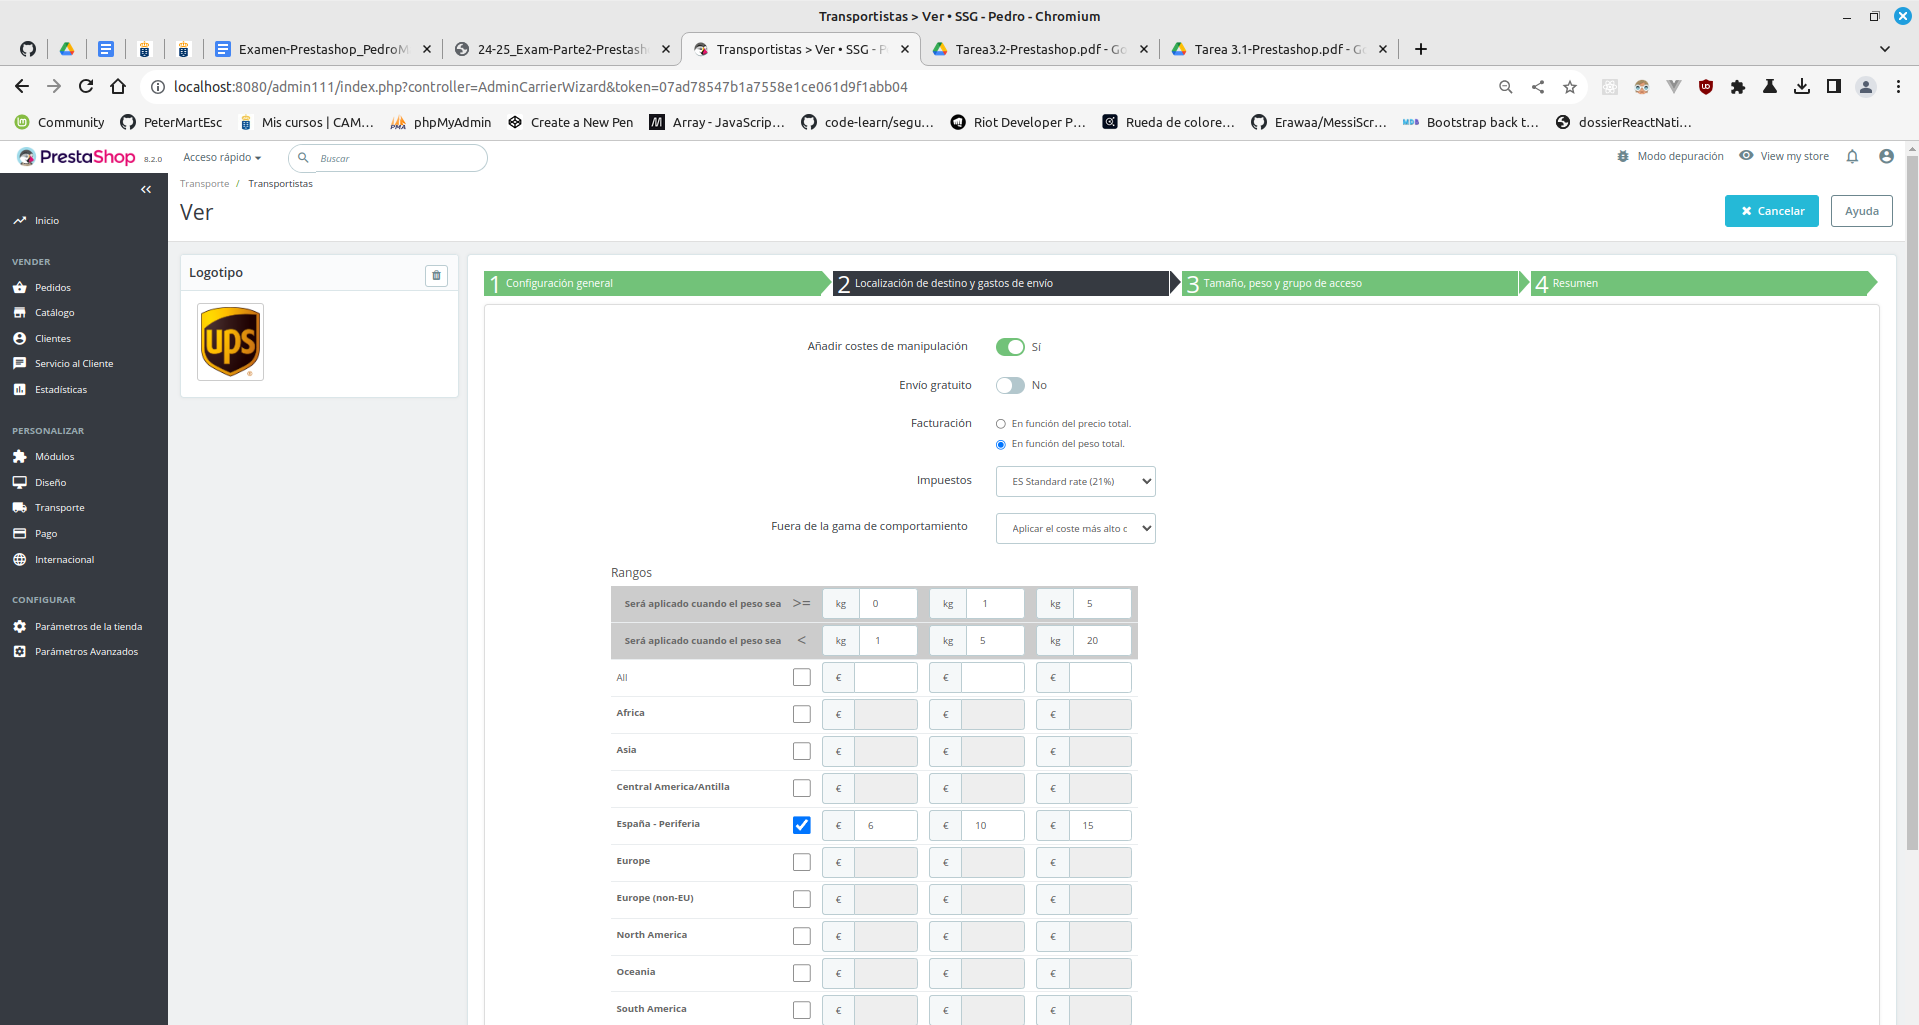 Transportistas > Ver • SSG - Pedro - Chromium
Examen-Prestashop_PedroM
24-25_Exam-Parte2-Prestash
Transportistas > Ver • SSG - P
Tarea3.2-Prestashop.pdf - Go
Tarea 3.1-Prestashop.pdf - Go
localhost:8080/admin111/index.php?controller=AdminCarrierWizard&token=07ad78547b1a7558e1ce061d9f1abb04
Community
PeterMartEsc
Mis cursos | CAM...
phpMyAdmin
Create a New Pen
Array - JavaScrip...
code-learn/segu...
Riot Developer P...
Rueda de colore...
Erawaa/MessiScr...
MDB Bootstrap back t...
dossierReactNati...
PrestaShop 8.2.0
Acceso rápido
Buscar
Modo depuración
View my store
Transporte / Transportistas
Ver
Cancelar
Ayuda
Inicio
VENDER
Pedidos
Catálogo
Clientes
Servicio al Cliente
Estadísticas
PERSONALIZAR
Módulos
Diseño
Transporte
Pago
Internacional
CONFIGURAR
Parámetros de la tienda
Parámetros Avanzados
Logotipo
ups
1 Configuración general
2 Localización de destino y gastos de envío
3 Tamaño, peso y grupo de acceso
4 Resumen
Añadir costes de manipulación Sí
Envío gratuito No
Facturación En función del precio total.
En función del peso total.
Impuestos ES Standard rate (21%)
Fuera de la gama de comportamiento Aplicar el coste más alto c
Rangos
Será aplicado cuando el peso sea >= kg 0 kg 1 kg 5
Será aplicado cuando el peso sea < kg 1 kg 5 kg 20
All € € €
Africa € € €
Asia € € €
Central America/Antilla € € €
España - Periferia € 6 € 10 € 15
Europe € € €
Europe (non-EU) € € €
North America € € €
Oceania € € €
South America € € €